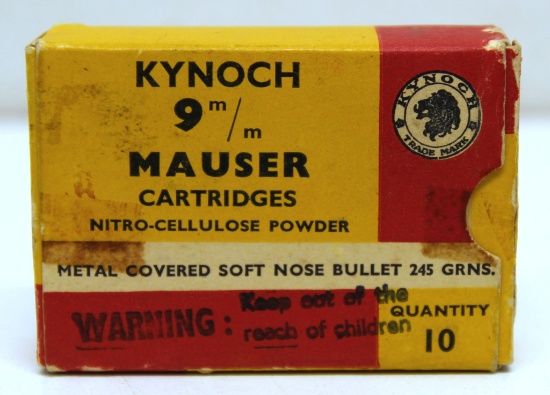 KYNOCH
9 m/m
MAUSER
CARTRIDGES
NITRO-CELLULOSE POWDER
KYNOCH
TRADE MARK
METAL COVERED SOFT NOSE BULLET 245 GRNS.
WARNING : Keep out of the
reach of children
QUANTITY
10